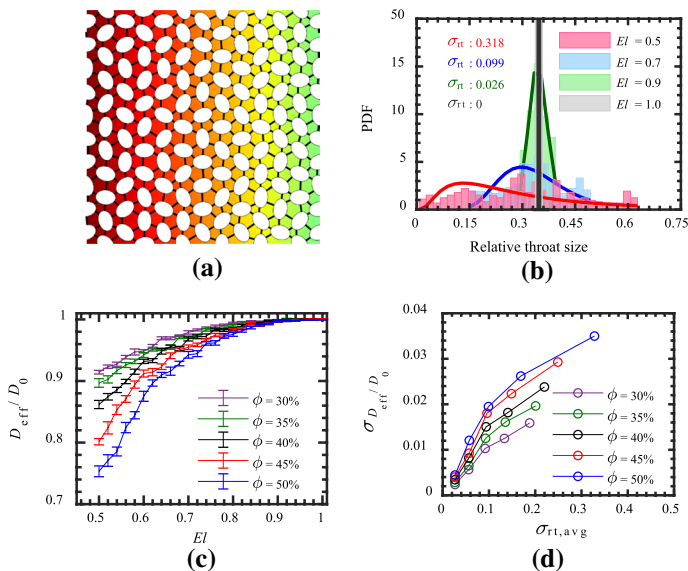 (a)
50
15
10
5
0
0
0.15
0.3
0.45
0.6
0.75
PDF
Relative throat size
σrt : 0.318
σrt : 0.099
σrt : 0.026
σrt : 0
El = 0.5
El = 0.7
El = 0.9
El = 1.0
(b)
1
0.9
0.8
0.7
0.5
0.6
0.7
0.8
0.9
1
Deff / D0
El
ϕ = 30%
ϕ = 35%
ϕ = 40%
ϕ = 45%
ϕ = 50%
(c)
0.04
0.03
0.02
0.01
0
0
0.1
0.2
0.3
0.4
0.5
σDeff / D0
σrt,avg
ϕ = 30%
ϕ = 35%
ϕ = 40%
ϕ = 45%
ϕ = 50%
(d)